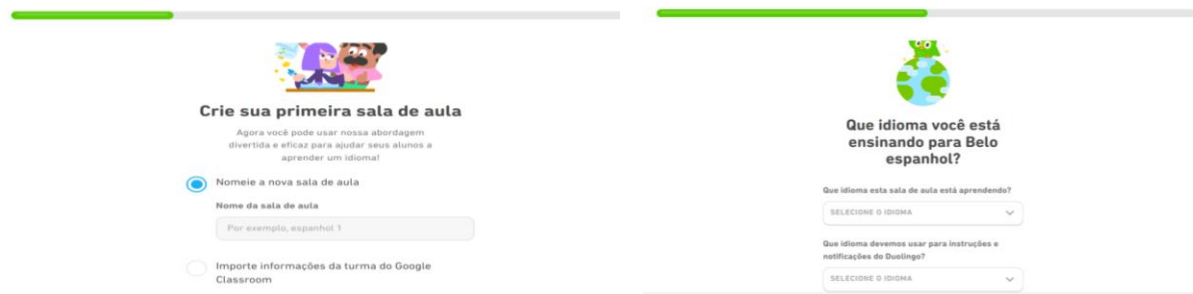 Crie sua primeira sala de aula
Agora você pode usar nossa abordagem
divertida e eficaz para ajudar seus alunos a
aprender um idioma!
Nomeie a nova sala de aula
Nome da sala de aula
Por exemplo, espanhol 1
Importe informações da turma do Google
Classroom
Que idioma você está
ensinando para Belo
espanhol?
Que idioma esta sala de aula está aprendendo?
SELECIONE O IDIOMA
Que idioma devemos usar para instruções e
notificações do Duolingo?
SELECIONE O IDIOMA